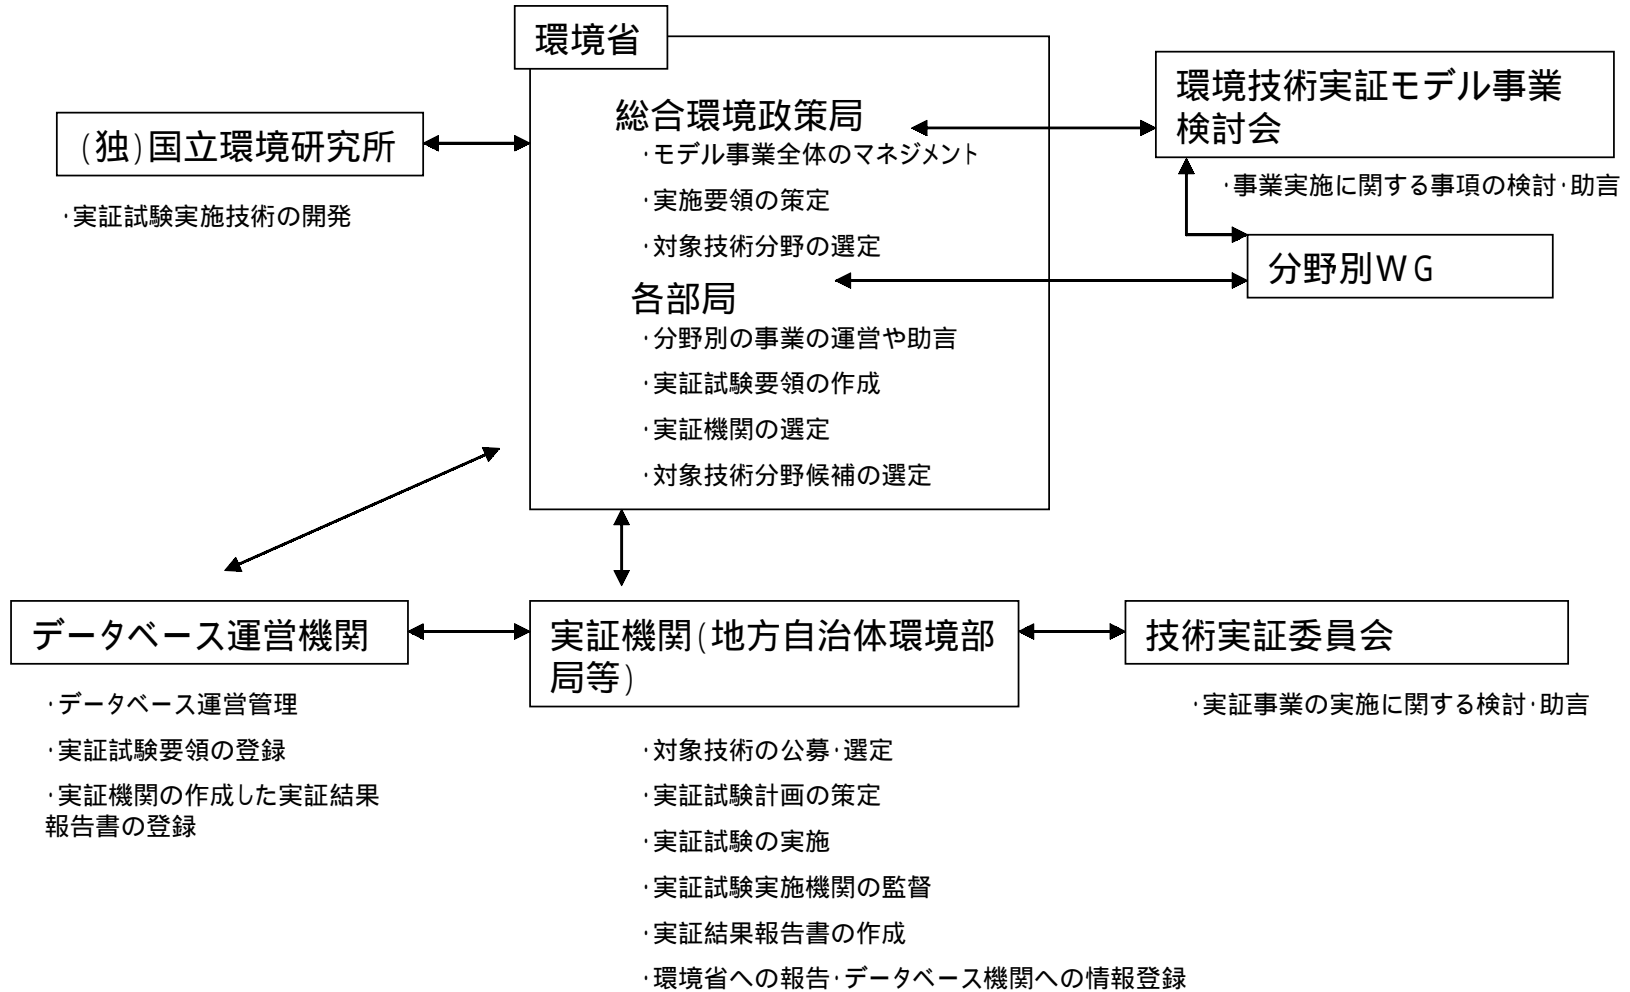 環境省
総合環境政策局
･モデル事業全体のマネジメント
･実施要領の策定
･対象技術分野の選定
各部局
･分野別の事業の運営や助言
･実証試験要領の作成
･実証機関の選定
･対象技術分野候補の選定
(独)国立環境研究所
･実証試験実施技術の開発
環境技術実証モデル事業
検討会
･事業実施に関する事項の検討･助言
分野別WG
データベース運営機関
･データベース運営管理
･実証試験要領の登録
･実証機関の作成した実証結果
報告書の登録
実証機関(地方自治体環境部
局等)
･対象技術の公募･選定
･実証試験計画の策定
･実証試験の実施
･実証試験実施機関の監督
･実証結果報告書の作成
･環境省への報告･データベース機関への情報登録
技術実証委員会
･実証事業の実施に関する検討･助言